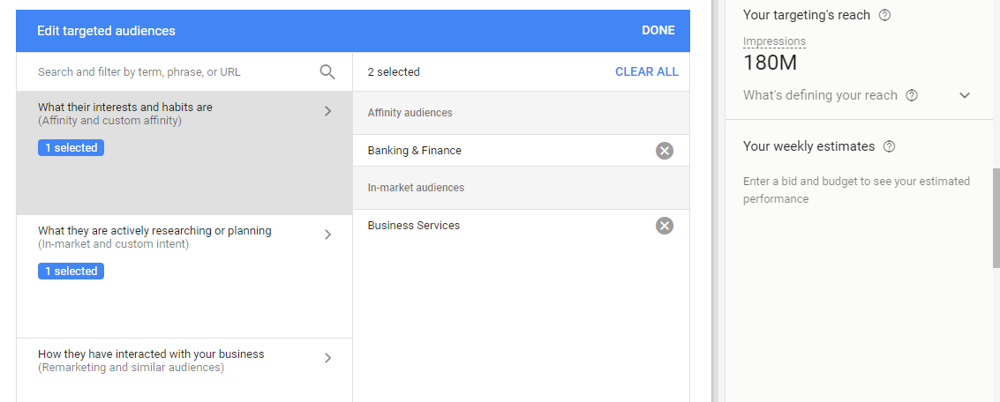 Edit targeted audiences
DONE
Search and filter by term, phrase, or URL
What their interests and habits are
(Affinity and custom affinity)
1 selected
What they are actively researching or planning
(In-market and custom intent)
1 selected
How they have interacted with your business
(Remarketing and similar audiences)
2 selected
CLEAR ALL
Affinity audiences
Banking & Finance
In-market audiences
Business Services
Your targeting's reach
Impressions
180M
What's defining your reach
Your weekly estimates
Enter a bid and budget to see your estimated
performance